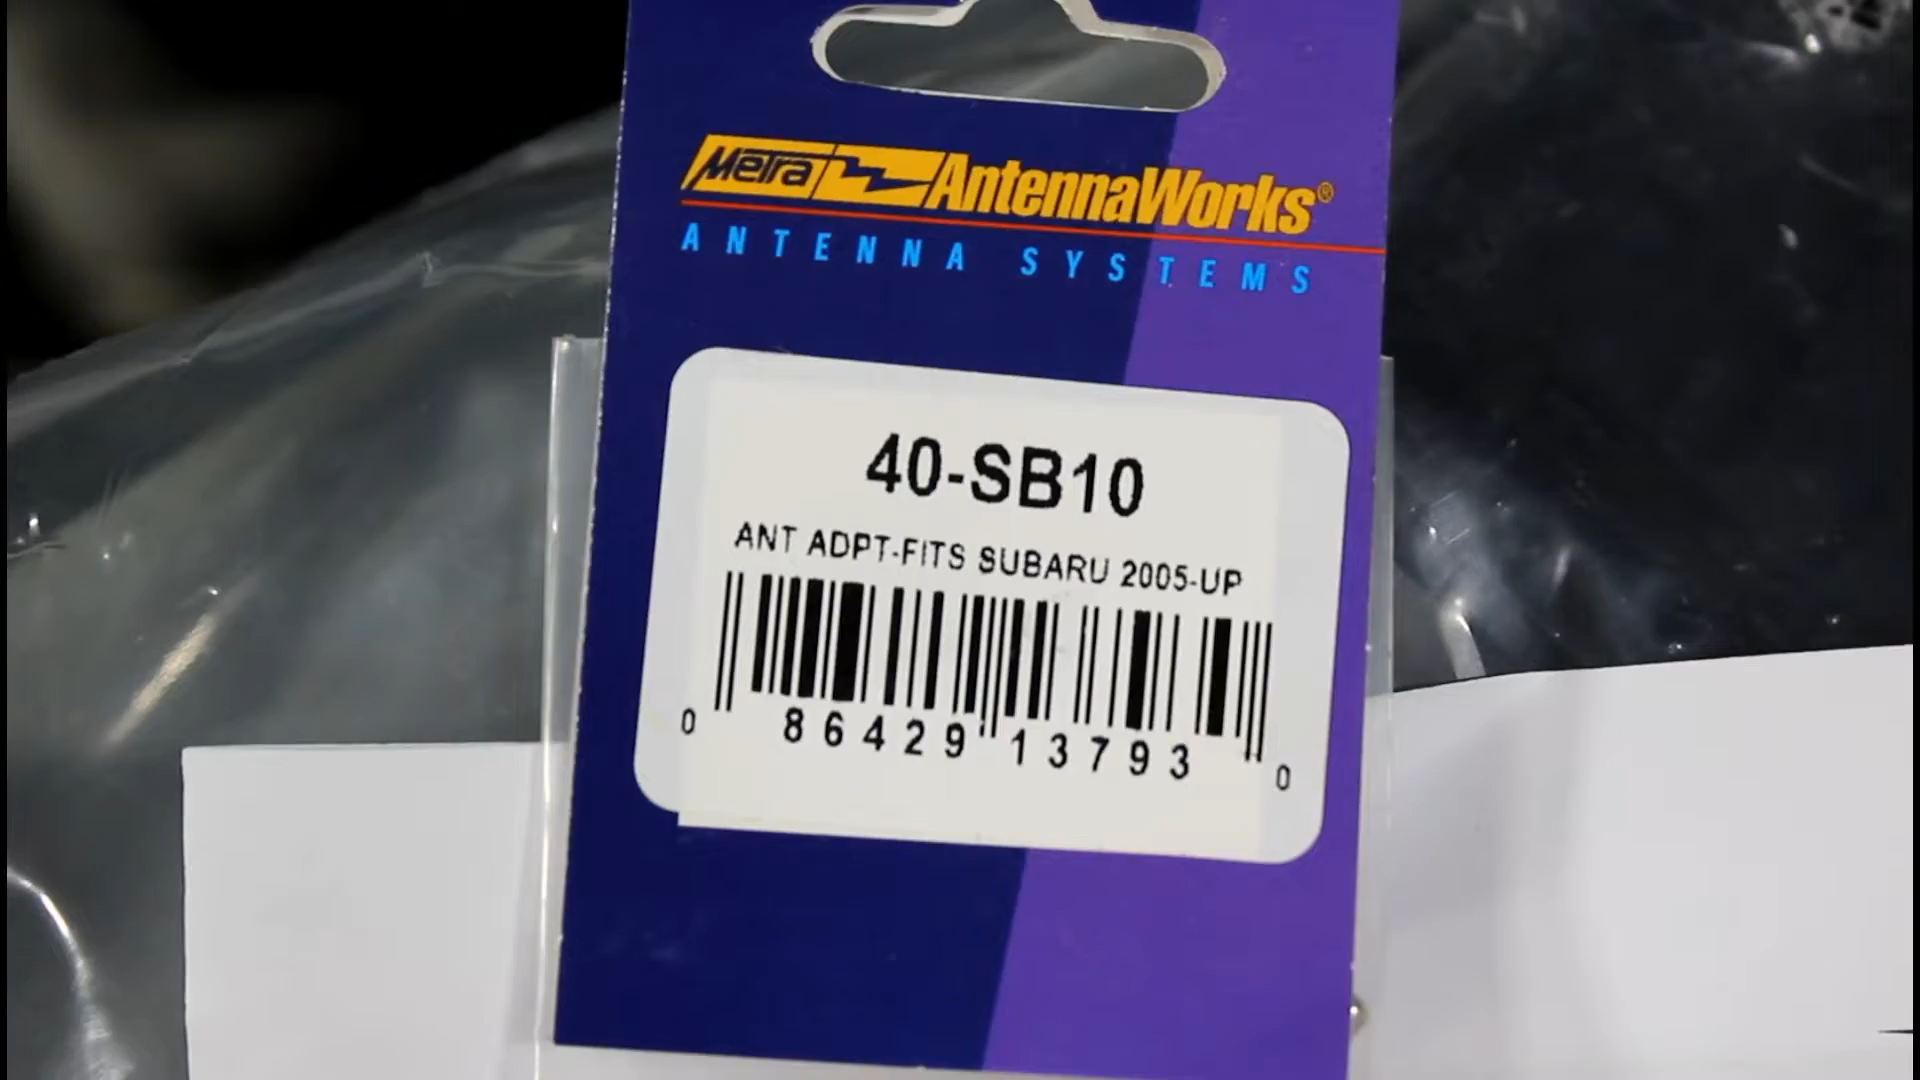 Metra AntennaWorks®
ANTENNA SYSTEMS
40-SB10
ANT ADPT-FITS SUBARU 2005-UP
0 86429 13793 0